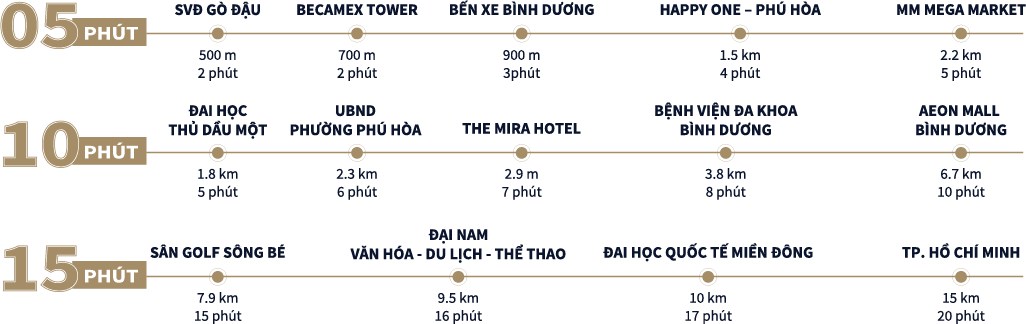 05 PHÚT
SVĐ GÒ ĐẬU
500 m
2 phút
BECAMEX TOWER
700 m
2 phút
BẾN XE BÌNH DƯƠNG
900 m
3phút
HAPPY ONE – PHÚ HÒA
1.5 km
4 phút
MM MEGA MARKET
2.2 km
5 phút
10 PHÚT
ĐAI HỌC
THỦ DẦU MỘT
1.8 km
5 phút
UBND
PHƯỜNG PHÚ HÒA
2.3 km
6 phút
THE MIRA HOTEL
2.9 m
7 phút
BỆNH VIỆN ĐA KHOA
BÌNH DƯƠNG
3.8 km
8 phút
AEON MALL
BÌNH DƯƠNG
6.7 km
10 phút
15 PHÚT
SÂN GOLF SÔNG BÉ
7.9 km
15 phút
ĐẠI NAM
VĂN HÓA - DU LỊCH - THỂ THAO
9.5 km
16 phút
ĐẠI HỌC QUỐC TẾ MIỀN ĐÔNG
10 km
17 phút
TP. HỒ CHÍ MINH
15 km
20 phút